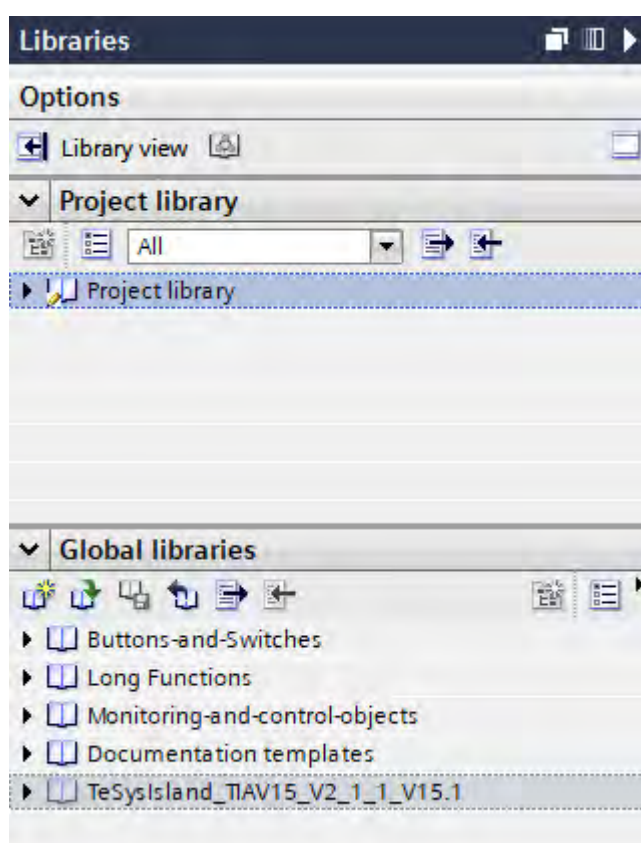 Libraries
Options
Library view
Project library
All
Project library
Global libraries
Buttons-and-Switches
Long Functions
Monitoring-and-control-objects
Documentation templates
TeSysIsland_TIAV15_V2_1_1_V15.1